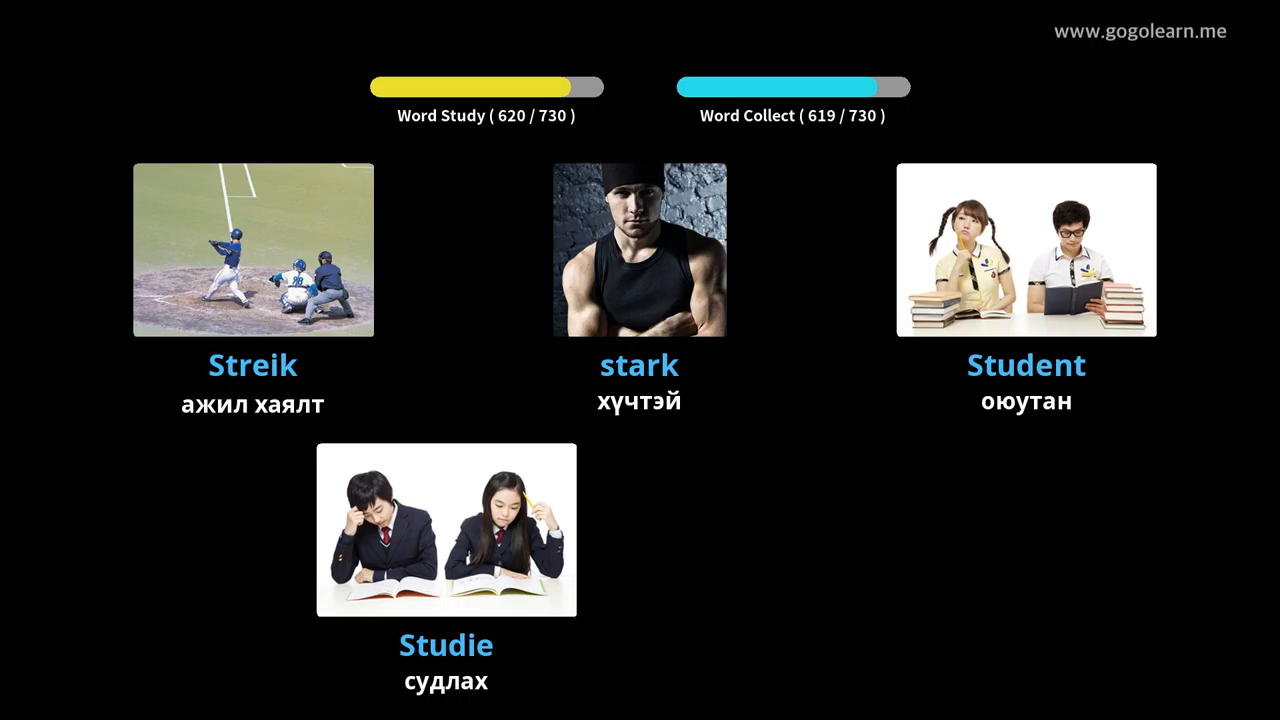 www.gogolearn.me
Word Study ( 620 / 730 )
Word Collect ( 619 / 730 )
Streik
stark
Student
ажил хаялт
хүчтэй
оюутан
Studie
судлах